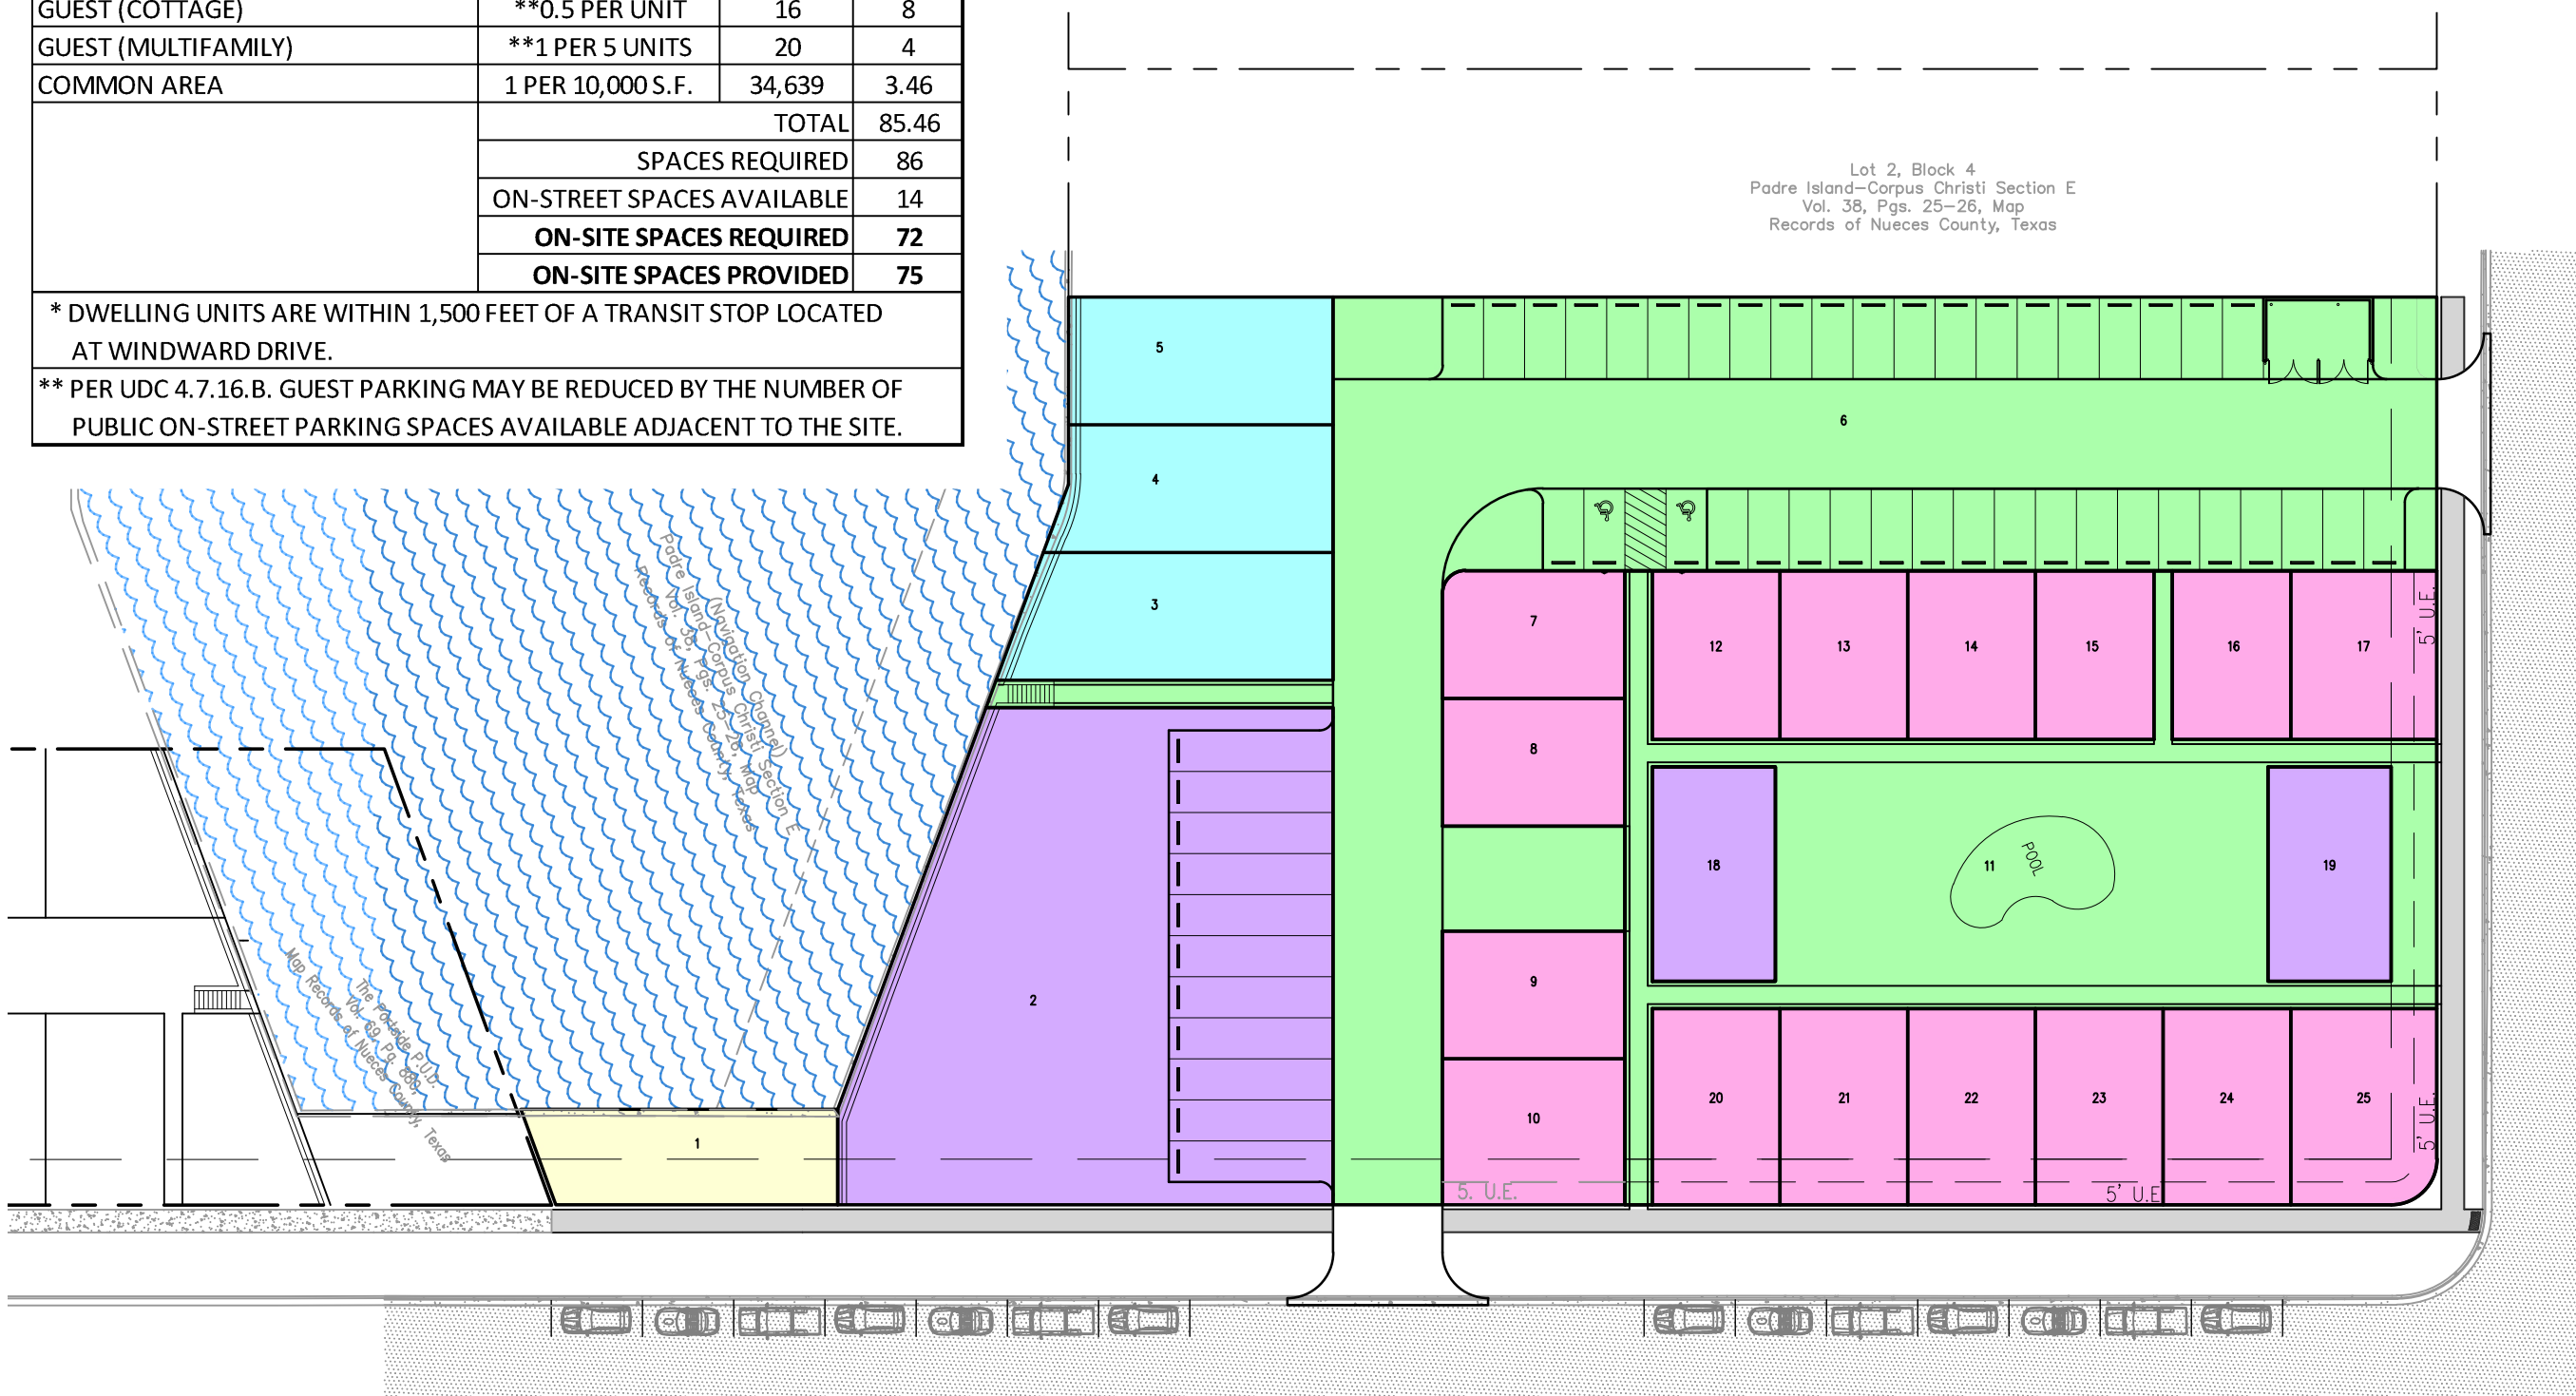 GUEST (COTTAGE) **0.5 PER UNIT 16 8
GUEST (MULTIFAMILY) **1 PER 5 UNITS 20 4
COMMON AREA 1 PER 10,000 S.F. 34,639 3.46
TOTAL 85.46
SPACES REQUIRED 86
ON-STREET SPACES AVAILABLE 14
ON-SITE SPACES REQUIRED 72
ON-SITE SPACES PROVIDED 75
* DWELLING UNITS ARE WITHIN 1,500 FEET OF A TRANSIT STOP LOCATED
AT WINDWARD DRIVE.
** PER UDC 4.7.16.B. GUEST PARKING MAY BE REDUCED BY THE NUMBER OF
PUBLIC ON-STREET PARKING SPACES AVAILABLE ADJACENT TO THE SITE.
Lot 2, Block 4
Padre Island-Corpus Christi Section E
Vol. 38, Pgs. 25-26, Map
Records of Nueces County, Texas
5
4
3
6
(Navigation Channel)
Padre Island-Corpus Christi Section E
Vol. 38, Pgs. 25-26, Map
Records of Nueces County, Texas
7
8
9
10
12
13
14
15
16
17
5' U.E.
18
11
POOL
19
2
The Portside P.U.D.
Vol. 69, Pg. 880,
Map Records of Nueces County, Texas
1
20
21
22
23
24
25
5' U.E.
5. U.E.
5' U.E